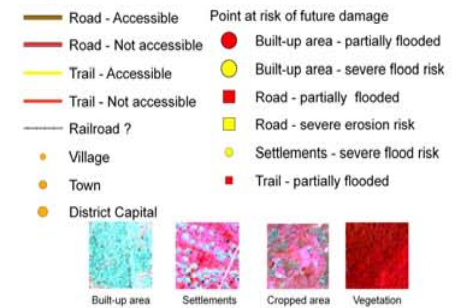 Road - Accessible
Road - Not accessible
Trail - Accessible
Trail - Not accessible
Railroad ?
Village
Town
District Capital
Point at risk of future damage
Built-up area - partially flooded
Built-up area - severe flood risk
Road - partially flooded
Road - severe erosion risk
Settlements - severe flood risk
Trail - partially flooded
Built-up area
Settlements
Cropped area
Vegetation